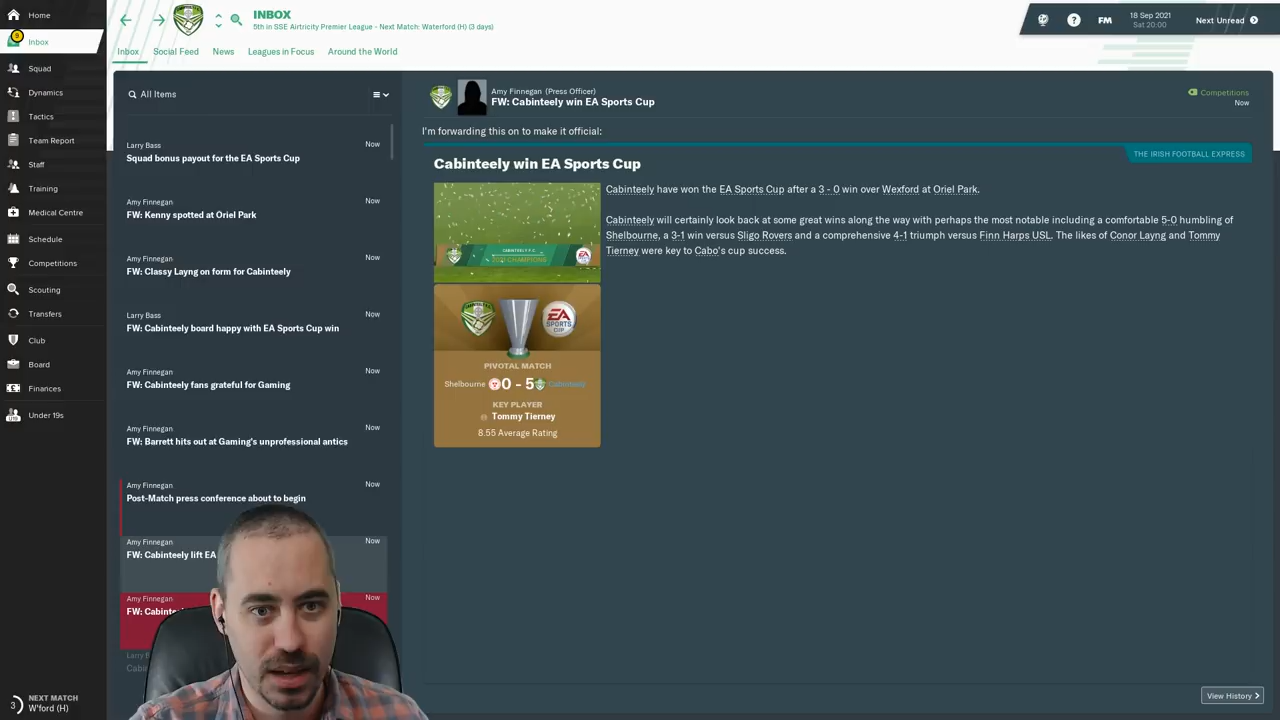 Home
Inbox
Squad
Dynamics
Tactics
Team Report
Staff
Training
Medical Centre
Schedule
Competitions
Scouting
Transfers
Club
Board
Finances
Under 19s
3
NEXT MATCH
W'ford (H)
INBOX
5th in SSE Airtricity Premier League - Next Match: Waterford (H) (3 days)
?
FM
18 Sep 2021
Sat 20:00
Next Unread
Inbox
Social Feed
News
Leagues in Focus
Around the World
All Items
Larry Bass
Now
Squad bonus payout for the EA Sports Cup
Amy Finnegan
Now
FW: Kenny spotted at Oriel Park
Amy Finnegan
Now
FW: Classy Layng on form for Cabinteely
Larry Bass
Now
FW: Cabinteely board happy with EA Sports Cup win
Amy Finnegan
Now
FW: Cabinteely fans grateful for Gaming
Amy Finnegan
Now
FW: Barrett hits out at Gaming's unprofessional antics
Amy Finnegan
Now
Post-Match press conference about to begin
Amy Finnegan
Now
FW: Cabinteely lift EA
Amy Finnegan
Now
Now
Amy Finnegan (Press Officer)
FW: Cabinteely win EA Sports Cup
Competitions
Now
I'm forwarding this on to make it official:
Cabinteely win EA Sports Cup
THE IRISH FOOTBALL EXPRESS
Cabinteely have won the EA Sports Cup after a 3 - 0 win over Wexford at Oriel Park.
Cabinteely will certainly look back at some great wins along the way with perhaps the most notable including a comfortable 5-0 humbling of
Shelbourne, a 3-1 win versus Sligo Rovers and a comprehensive 4-1 triumph versus Finn Harps USL. The likes of Conor Layng and Tommy
Tierney were key to Cabo's cup success.
CABINTEELY F.C.
EA SPORTS CUP
PIVOTAL MATCH
Shelbourne 0 - 5 Cabinteely
KEY PLAYER
Tommy Tierney
8.55 Average Rating
View History